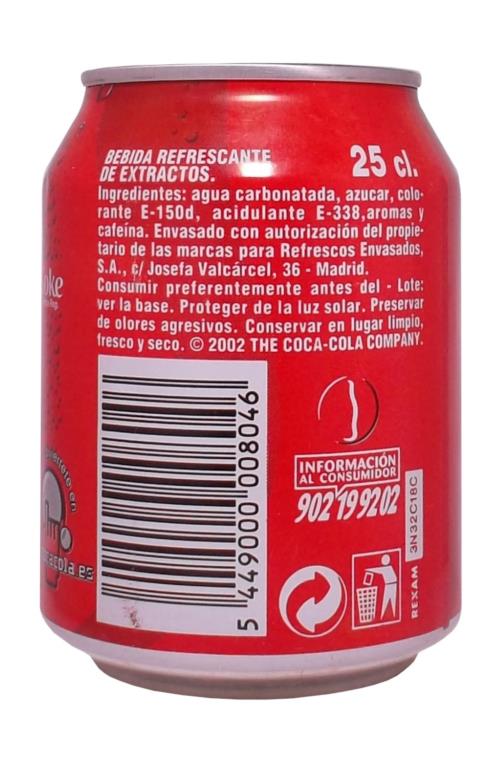 BEBIDA REFRESCANTE
DE EXTRACTOS.
25 cl.
Ingredientes: agua carbonatada, azucar, colo-
rante E-150d, acidulante E-338,aromas y
cafeína. Envasado con autorización del propie-
tario de las marcas para Refrescos Envasados,
S.A., c/ Josefa Valcárcel, 36 - Madrid.
Consumir preferentemente antes del - Lote:
ver la base. Proteger de la luz solar. Preservar
de olores agresivos. Conservar en lugar limpio,
fresco y seco. © 2002 THE COCA-COLA COMPANY.
oke
5 449000 008046
INFORMACIÓN
AL CONSUMIDOR
902 199202
REXAM 3N32C18C